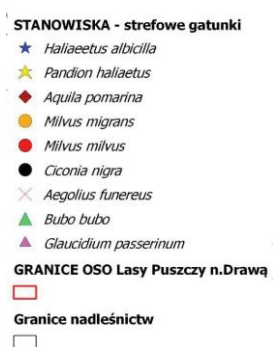 STANOWISKA - strefowe gatunki
Haliaeetus albicilla
Pandion haliaetus
Aquila pomarina
Milvus migrans
Milvus milvus
Ciconia nigra
Aegolius funereus
Bubo bubo
Glaucidium passerinum
GRANICE OSO Lasy Puszczy n.Drawą
Granice nadleśnictw